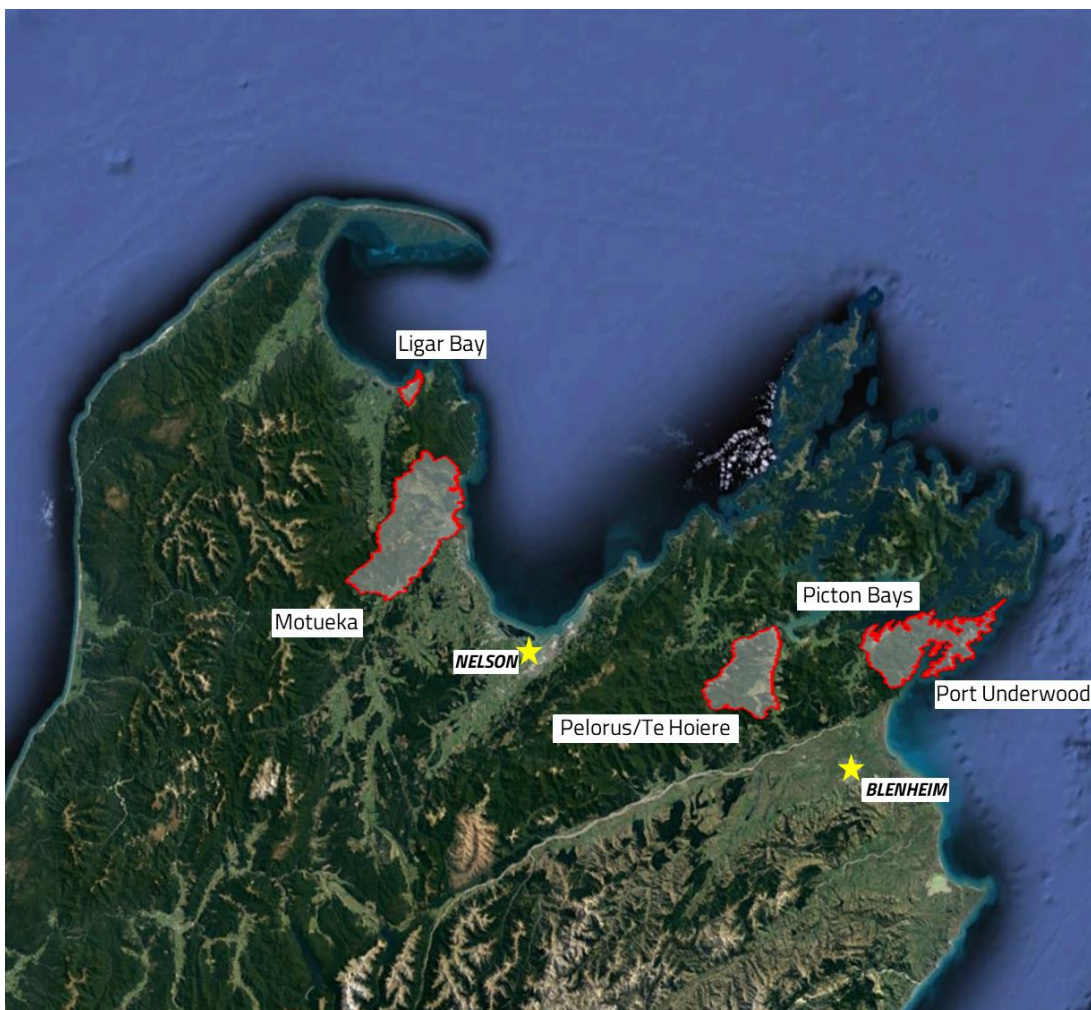 Ligar Bay
Picton Bays
Motueka
NELSON
Port Underwood
Pelorus/Te Hoiere
BLENHEIM